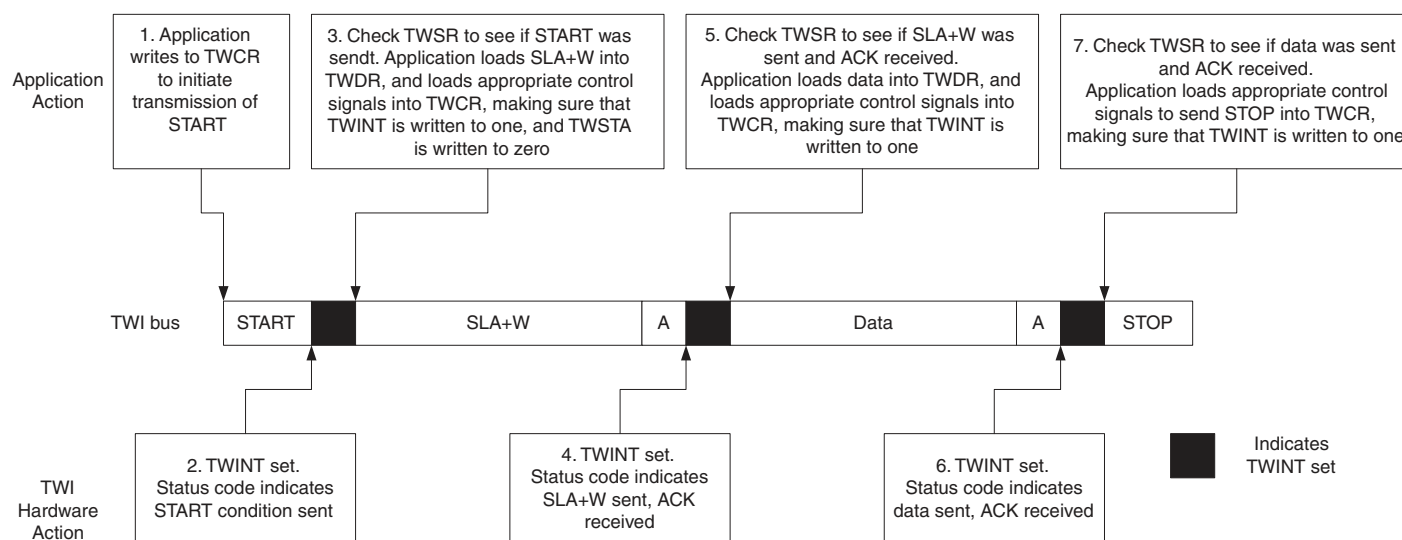 Application
Action
1. Application
writes to TWCR
to initiate
transmission of
START
3. Check TWSR to see if START was
sendt. Application loads SLA+W into
TWDR, and loads appropriate control
signals into TWCR, making sure that
TWINT is written to one, and TWSTA
is written to zero
5. Check TWSR to see if SLA+W was
sent and ACK received.
Application loads data into TWDR, and
loads appropriate control signals into
TWCR, making sure that TWINT is
written to one
7. Check TWSR to see if data was sent
and ACK received.
Application loads appropriate control
signals to send STOP into TWCR,
making sure that TWINT is written to one
TWI bus
START
SLA+W
A
Data
A
STOP
TWI
Hardware
Action
2. TWINT set.
Status code indicates
START condition sent
4. TWINT set.
Status code indicates
SLA+W sent, ACK
received
6. TWINT set.
Status code indicates
data sent, ACK received
Indicates
TWINT set